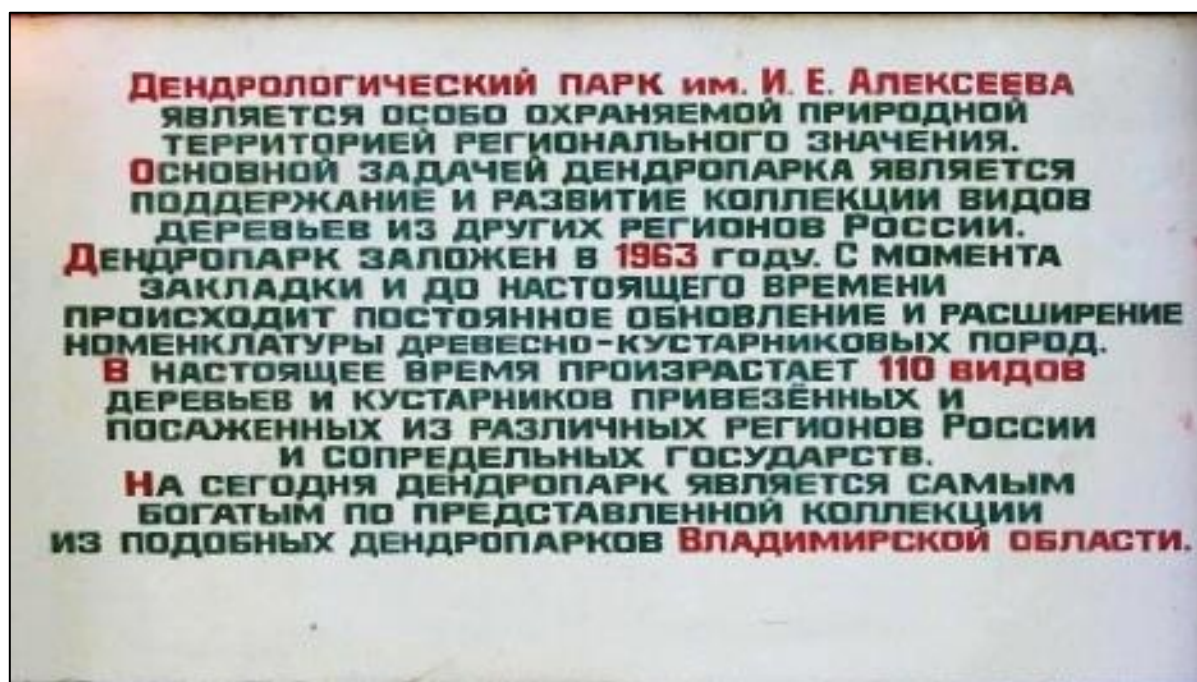 Дендрологический парк им. И. Е. Алексеева
является особо охраняемой природной
территорией регионального значения.
Основной задачей дендропарка является
поддержание и развитие коллекции видов
деревьев из других регионов России.
Дендропарк заложен в 1963 году. С момента
закладки и до настоящего времени
происходит постоянное обновление и расширение
номенклатуры древесно-кустарниковых пород.
В настоящее время произрастает 110 видов
деревьев и кустарников привезённых и
посаженных из различных регионов России
и сопредельных государств.
На сегодня дендропарк является самым
богатым по представленной коллекции
из подобных дендропарков Владимирской области.